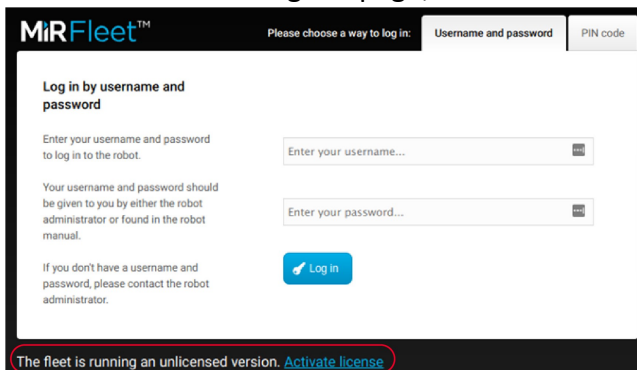 MiRFleet™
Please choose a way to log in:
Username and password
PIN code
Log in by username and
password
Enter your username and password
to log in to the robot.
Enter your username...
Your username and password should
be given to you by either the robot
administrator or found in the robot
manual.
Enter your password...
If you don't have a username and
password, please contact the robot
administrator.
Log in
The fleet is running an unlicensed version. Activate license